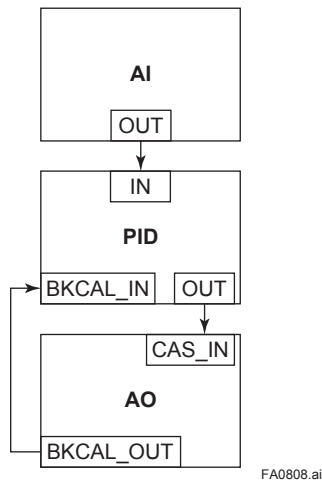 AI
OUT
IN
PID
BKCAL_IN OUT
CAS_IN
AO
BKCAL_OUT
FA0808.ai